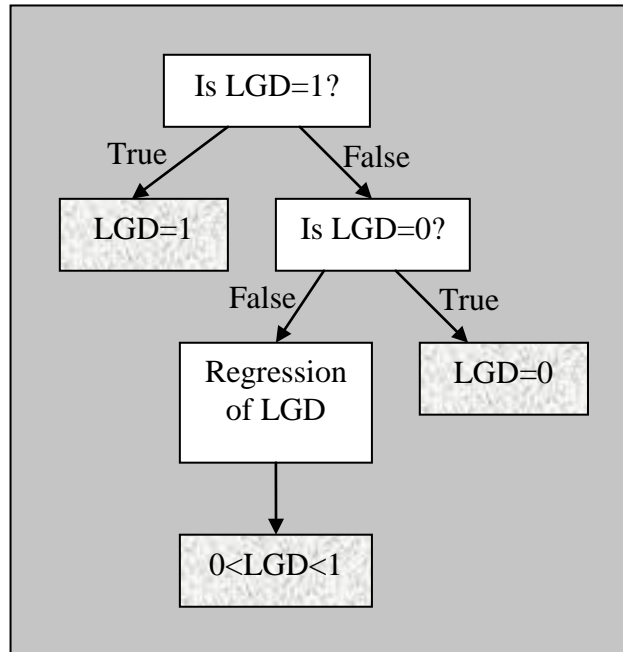 Is LGD=1?
True
False
LGD=1
Is LGD=0?
False
True
Regression
of LGD
LGD=0
0<LGD<1